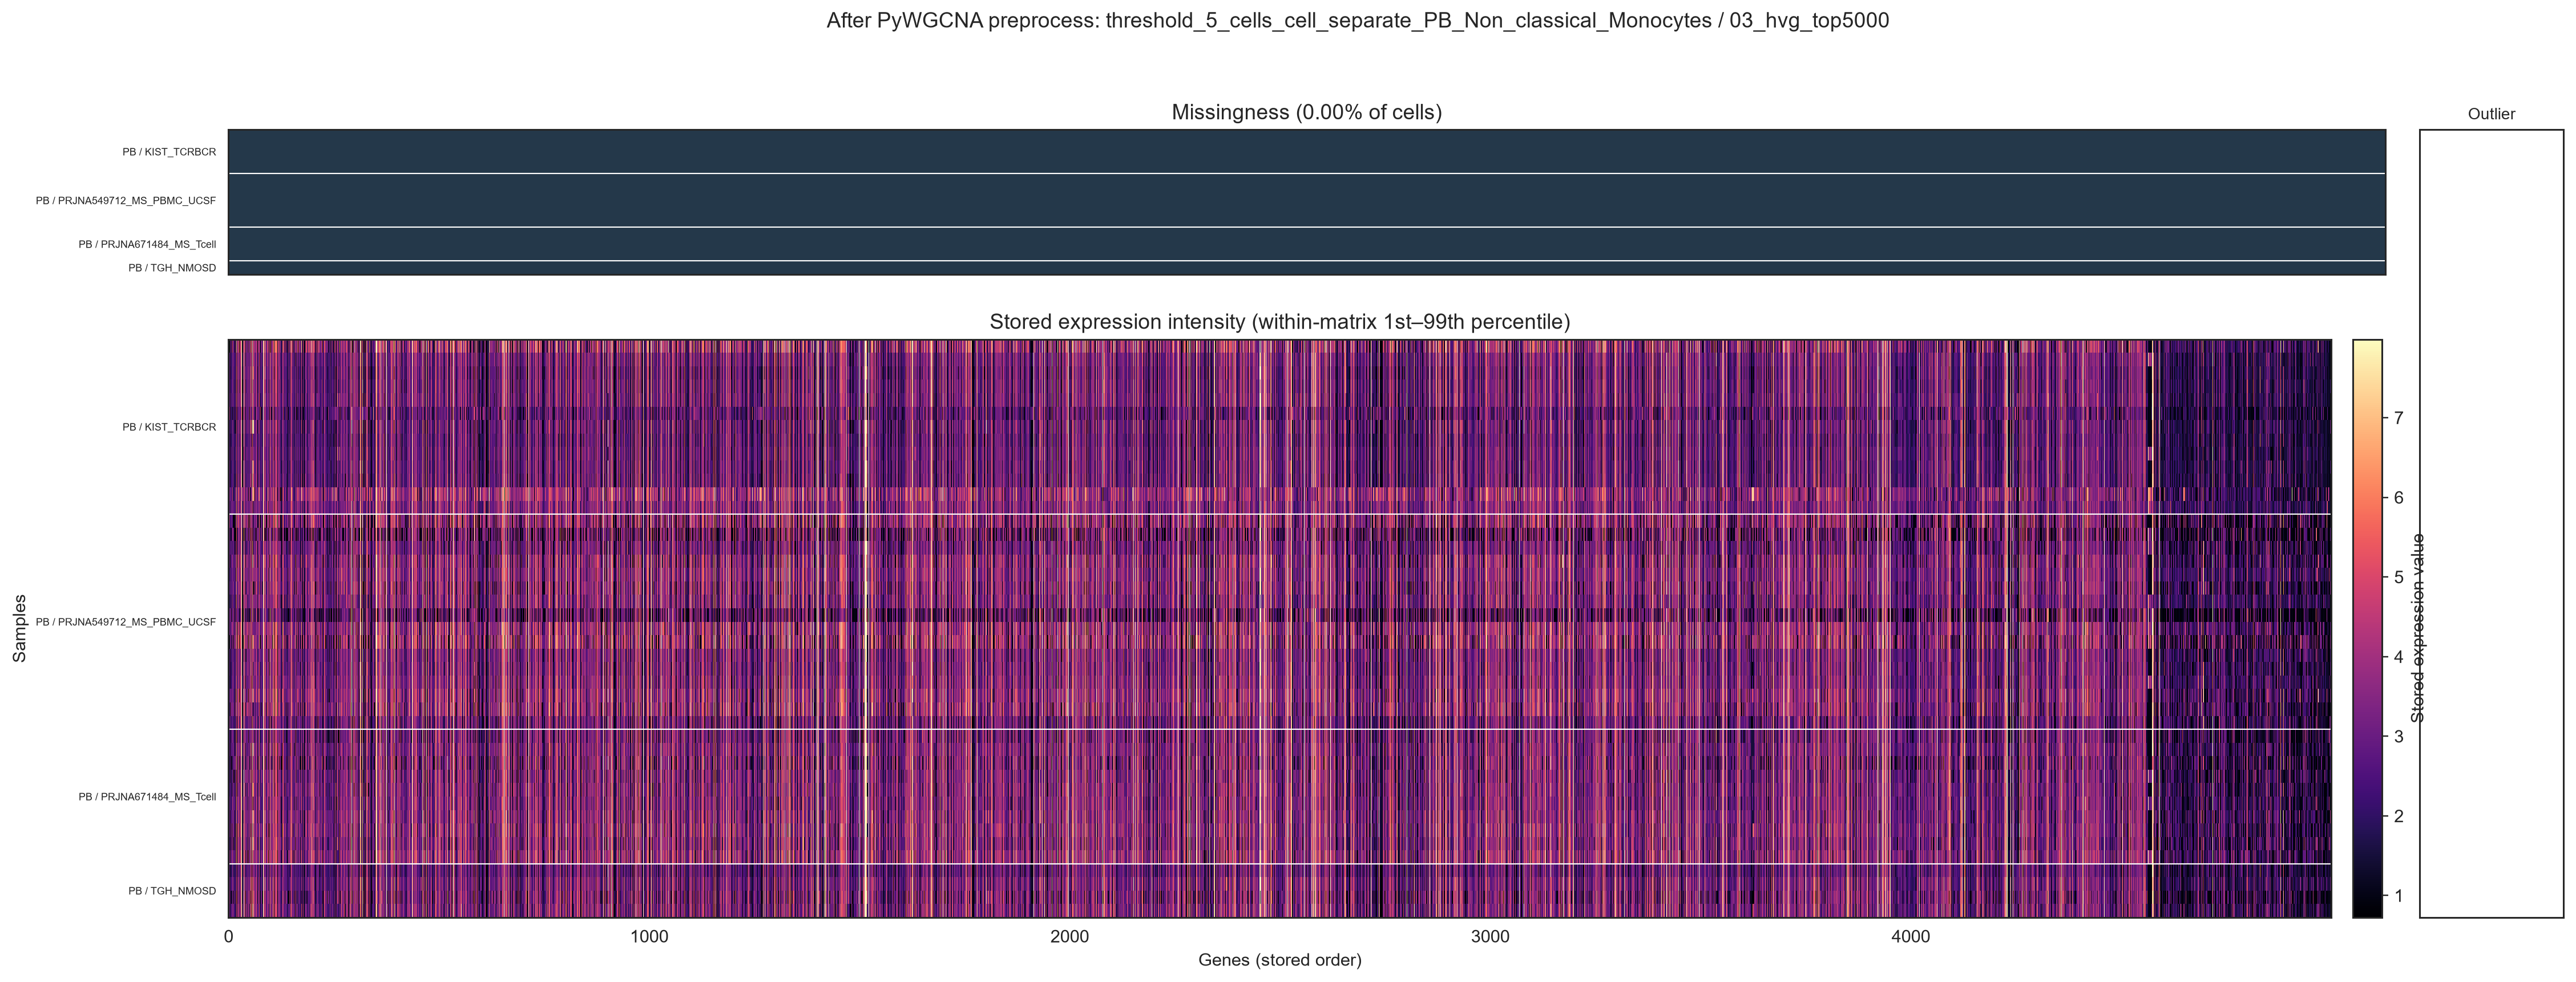 After PyWGCNA preprocess: threshold_5_cells_cell_separate_PB_Non_classical_Monocytes / 03_hvg_top5000
Missingness (0.00% of cells)
Outlier
PB / KIST_TCRBCR
PB / PRJNA549712_MS_PBMC_UCSF
PB / PRJNA671484_MS_Tcell
PB / TGH_NMOSD
Stored expression intensity (within-matrix 1st–99th percentile)
Samples
PB / KIST_TCRBCR
PB / PRJNA549712_MS_PBMC_UCSF
PB / PRJNA671484_MS_Tcell
PB / TGH_NMOSD
7
6
5
4
3
2
1
Stored expression value
0 1000 2000 3000 4000
Genes (stored order)